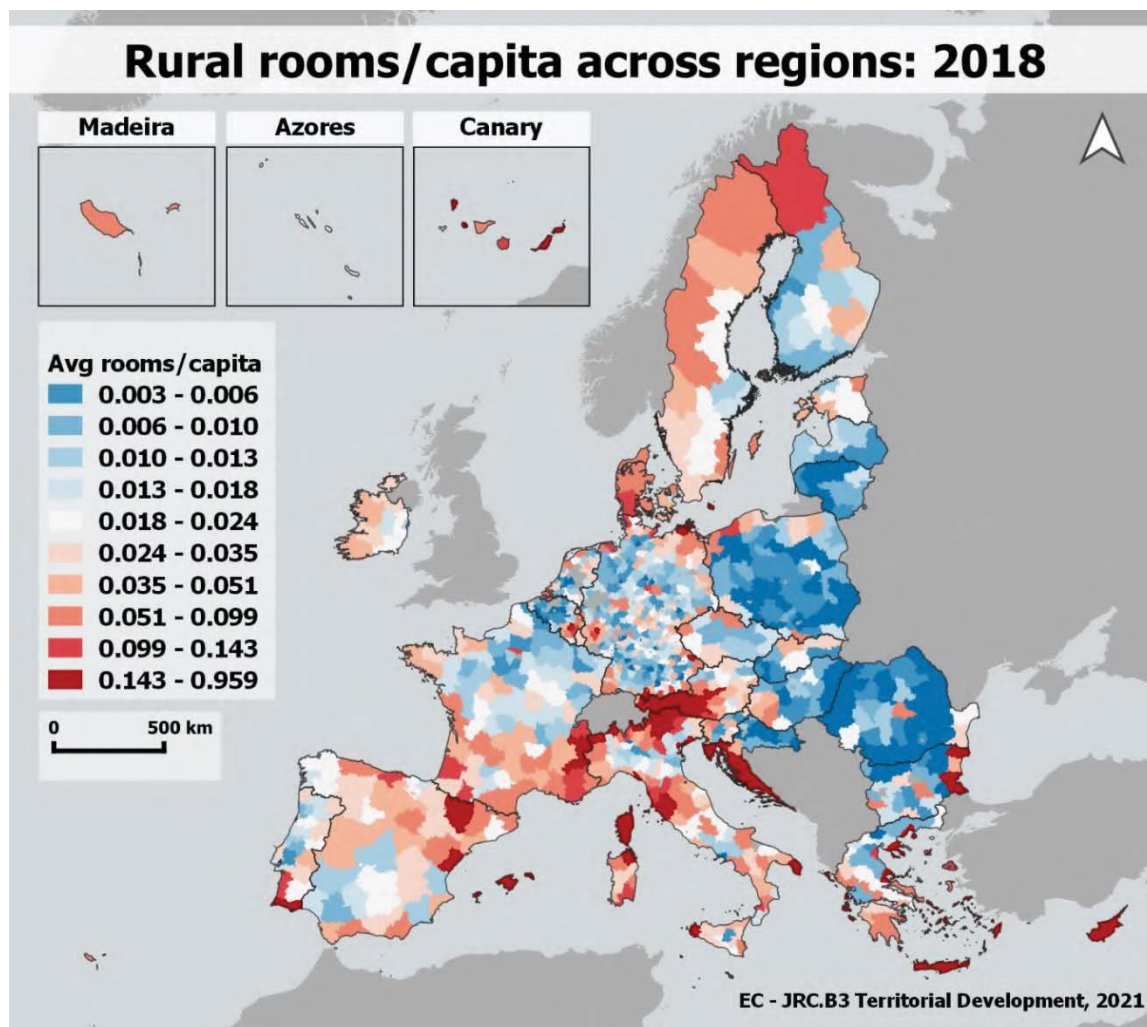 Rural rooms/capita across regions: 2018
Madeira
Azores
Canary
Avg rooms/capita
0.003 - 0.006
0.006 - 0.010
0.010 - 0.013
0.013 - 0.018
0.018 - 0.024
0.024 - 0.035
0.035 - 0.051
0.051 - 0.099
0.099 - 0.143
0.143 - 0.959
0 500 km
EC - JRC.B3 Territorial Development, 2021